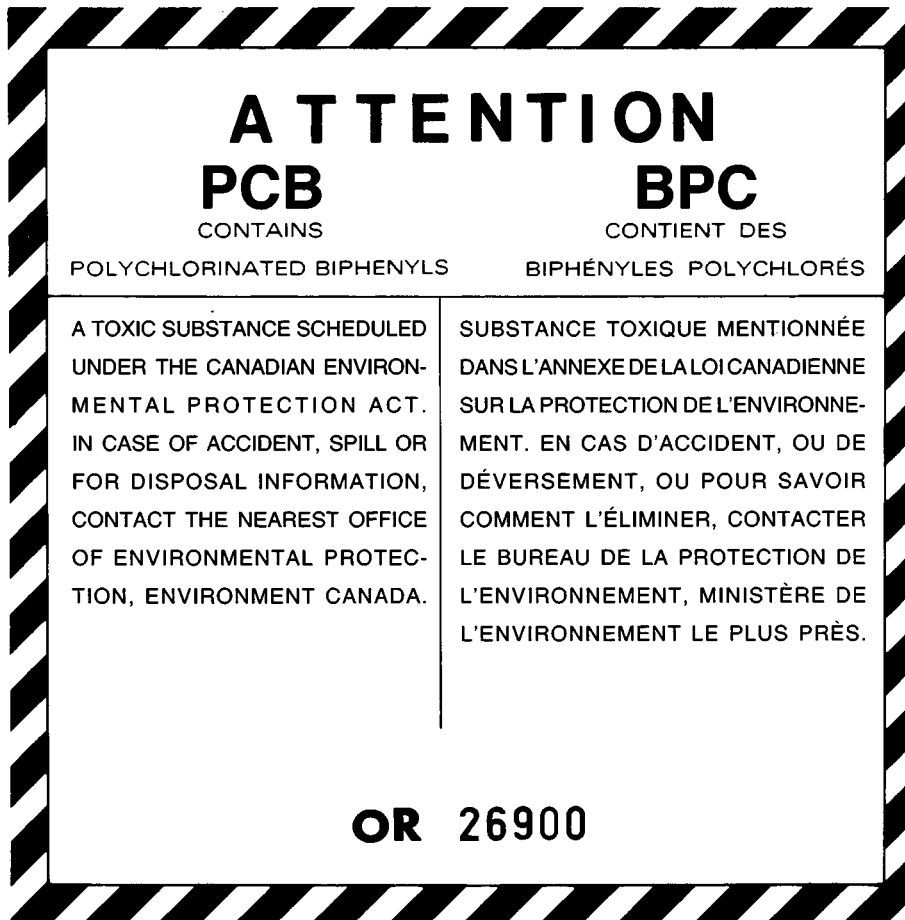 ATTENTION
PCB
CONTAINS
POLYCHLORINATED BIPHENYLS
BPC
CONTIENT DES
BIPHÉNYLES POLYCHLORÉS
A TOXIC SUBSTANCE SCHEDULED
UNDER THE CANADIAN ENVIRON-
MENTAL PROTECTION ACT.
IN CASE OF ACCIDENT, SPILL OR
FOR DISPOSAL INFORMATION,
CONTACT THE NEAREST OFFICE
OF ENVIRONMENTAL PROTEC-
TION, ENVIRONMENT CANADA.
SUBSTANCE TOXIQUE MENTIONNÉE
DANS L'ANNEXE DE LA LOI CANADIENNE
SUR LA PROTECTION DE L'ENVIRONNE-
MENT. EN CAS D'ACCIDENT, OU DE
DÉVERSEMENT, OU POUR SAVOIR
COMMENT L'ÉLIMINER, CONTACTER
LE BUREAU DE LA PROTECTION DE
L'ENVIRONNEMENT, MINISTÈRE DE
L'ENVIRONNEMENT LE PLUS PRÈS.
OR 26900